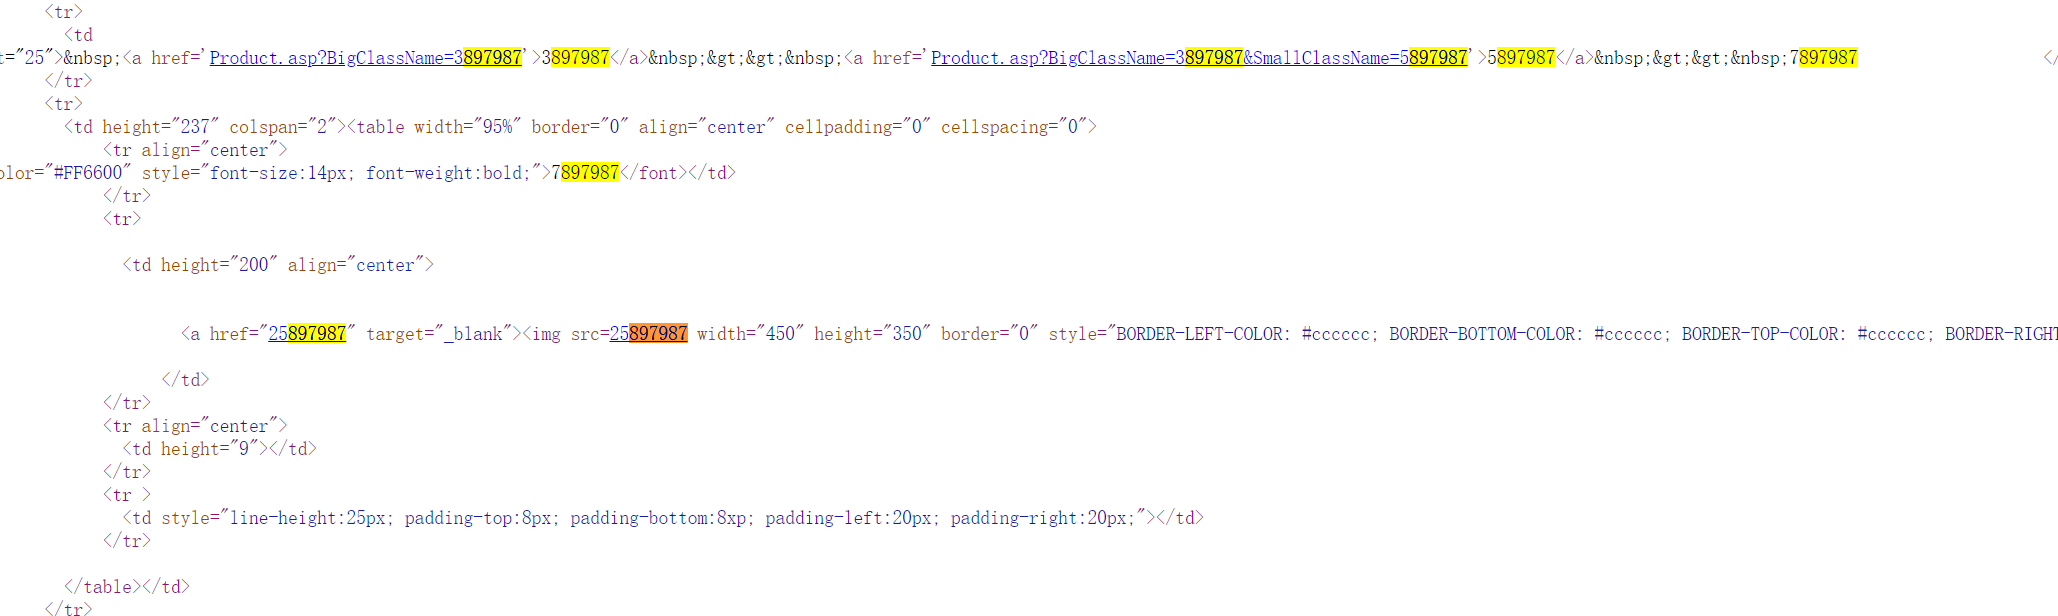 <tr>
<td
t="25">&nbsp;<a href='Product.asp?BigClassName=3897987'>3897987</a>&nbsp;&gt;&gt;&nbsp;<a href='Product.asp?BigClassName=3897987&SmallClassName=5897987'>5897987</a>&nbsp;&gt;&gt;&nbsp;7897987 </
</tr>
<tr>
<td height="237" colspan="2"><table width="95%" border="0" align="center" cellpadding="0" cellspacing="0">
<tr align="center">
olor="#FF6600" style="font-size:14px; font-weight:bold;">7897987</font></td>
</tr>
<tr>
<td height="200" align="center">
<a href="25897987" target="_blank"><img src=25897987 width="450" height="350" border="0" style="BORDER-LEFT-COLOR: #cccccc; BORDER-BOTTOM-COLOR: #cccccc; BORDER-TOP-COLOR: #cccccc; BORDER-RIGHT
</td>
</tr>
<tr align="center">
<td height="9"></td>
</tr>
<tr >
<td style="line-height:25px; padding-top:8px; padding-bottom:8xp; padding-left:20px; padding-right:20px;"></td>
</tr>
</table></td>
</tr>